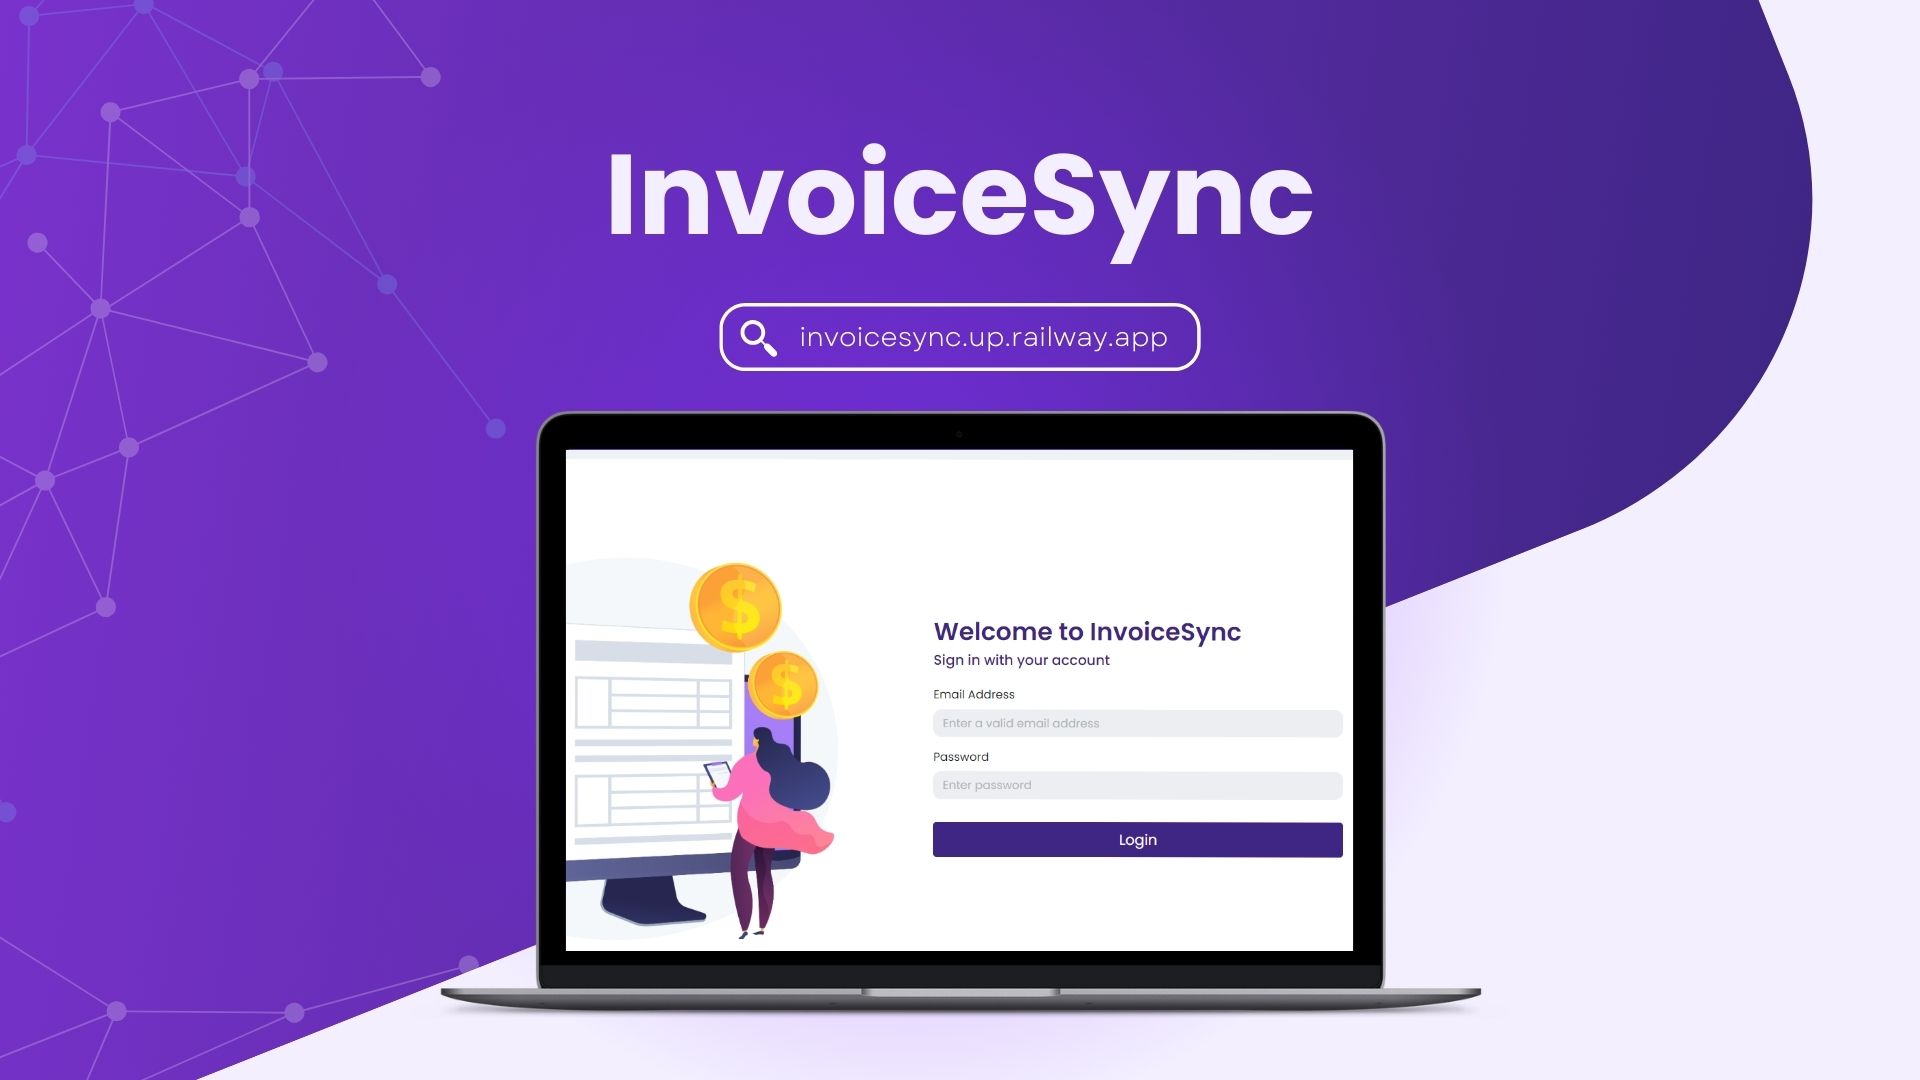 InvoiceSync
invoicesync.up.railway.app
$
$
Welcome to InvoiceSync
Sign in with your account
Email Address
Enter a valid email address
Password
Enter password
Login